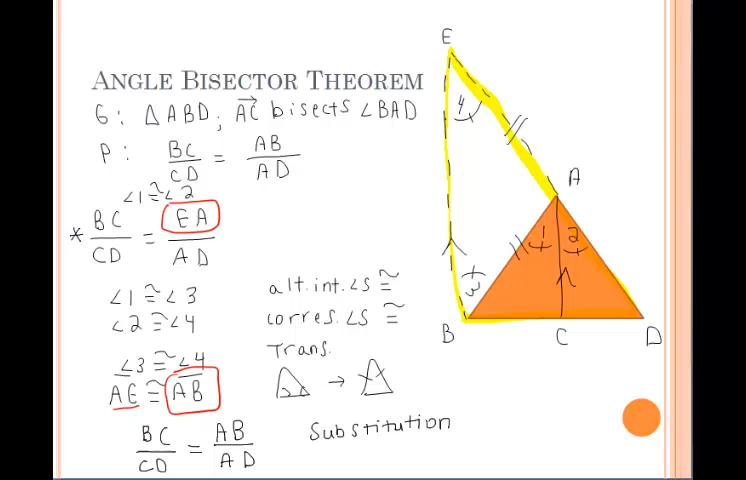 ANGLE BISECTOR THEOREM
G: △ABD; AC⃗ bisects ∠BAD
P: BC/CD = AB/AD
∠1 ≅ ∠2
* BC/CD = EA/AD
∠1 ≅ ∠3 alt. int. ∠s ≅
∠2 ≅ ∠4 corres. ∠s ≅
∠3 ≅ ∠4 Trans.
AE ≅ AB △ → △
BC/CD = AB/AD Substitution
E
4
A
1 2
3
B C D